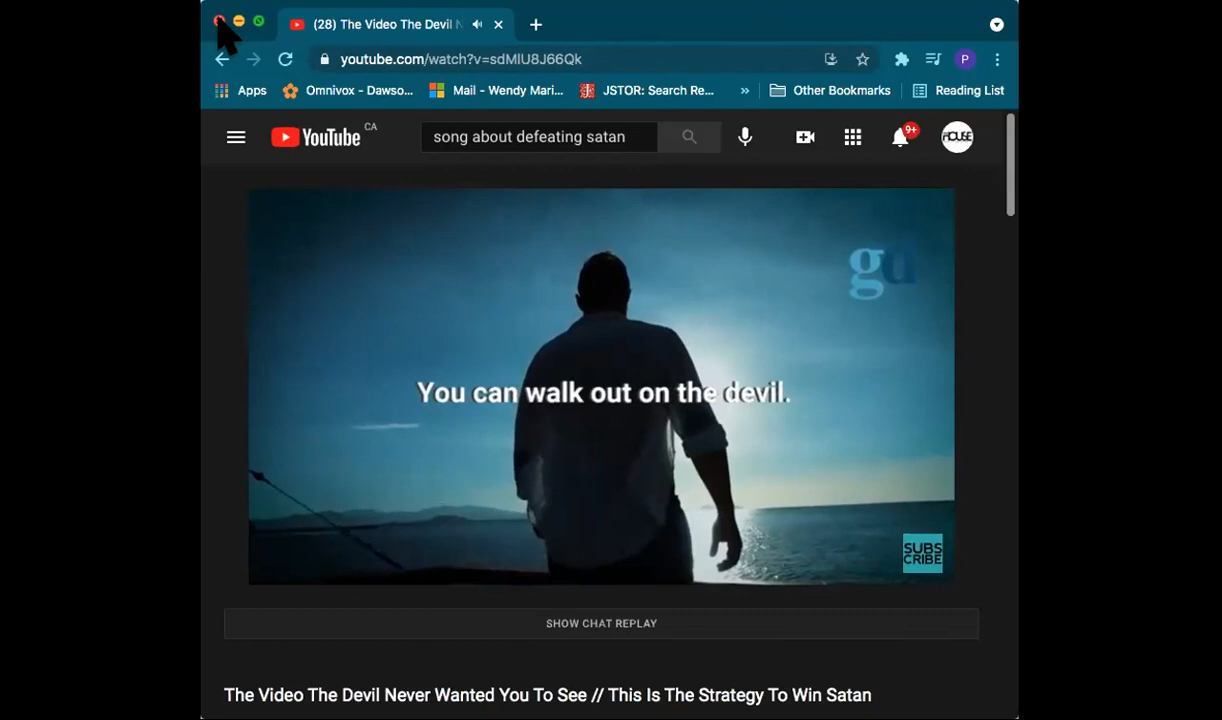 (28) The Video The Devil N
youtube.com/watch?v=sdMlU8J66Qk
P
Apps
Omnivox - Dawso...
Mail - Wendy Mari...
JSTOR: Search Re...
»
Other Bookmarks
Reading List
YouTube CA
song about defeating satan
9+
HOUSE
gd
You can walk out on the devil.
SUBSCRIBE
SHOW CHAT REPLAY
The Video The Devil Never Wanted You To See // This Is The Strategy To Win Satan